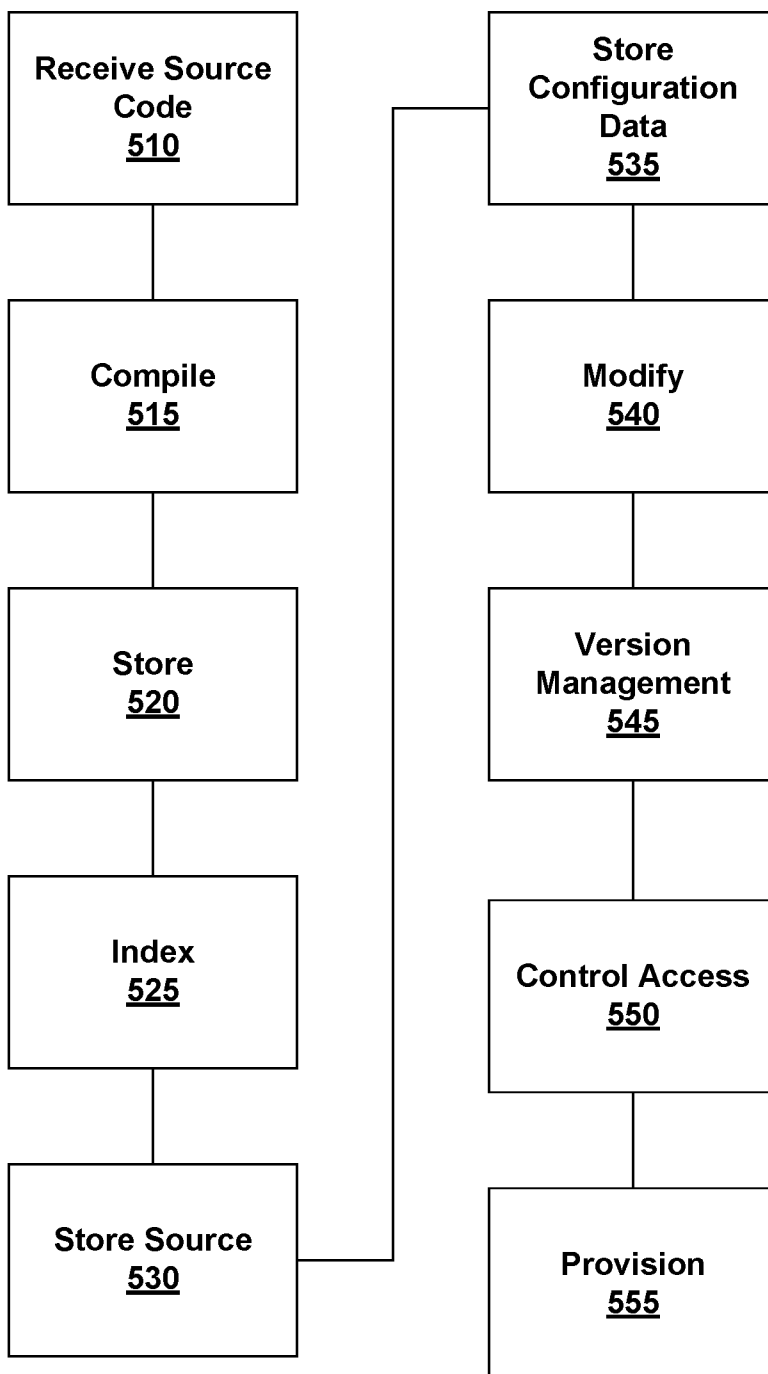 Receive Source
Code
510
Compile
515
Store
520
Index
525
Store Source
530
Store
Configuration
Data
535
Modify
540
Version
Management
545
Control Access
550
Provision
555